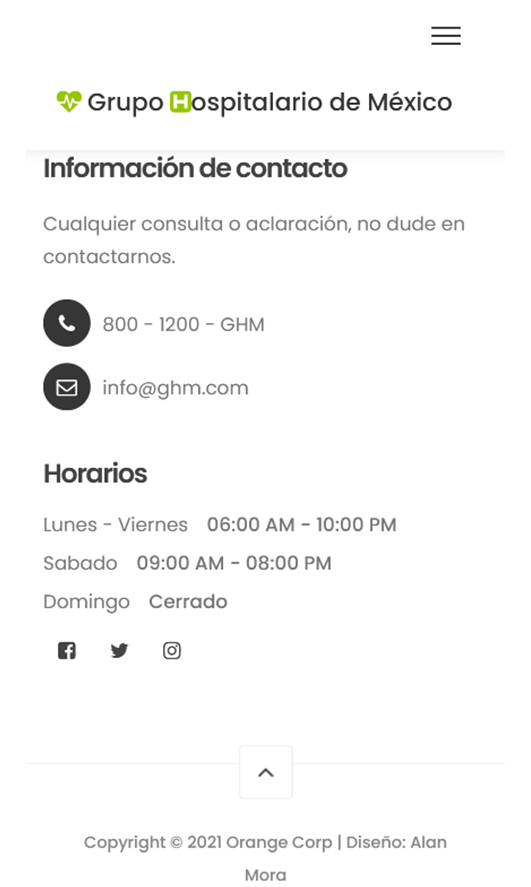 Grupo Hospitalario de México
Información de contacto
Cualquier consulta o aclaración, no dude en
contactarnos.
800 - 1200 - GHM
info@ghm.com
Horarios
Lunes - Viernes 06:00 AM - 10:00 PM
Sabado 09:00 AM - 08:00 PM
Domingo Cerrado
Copyright © 2021 Orange Corp | Diseño: Alan
Mora